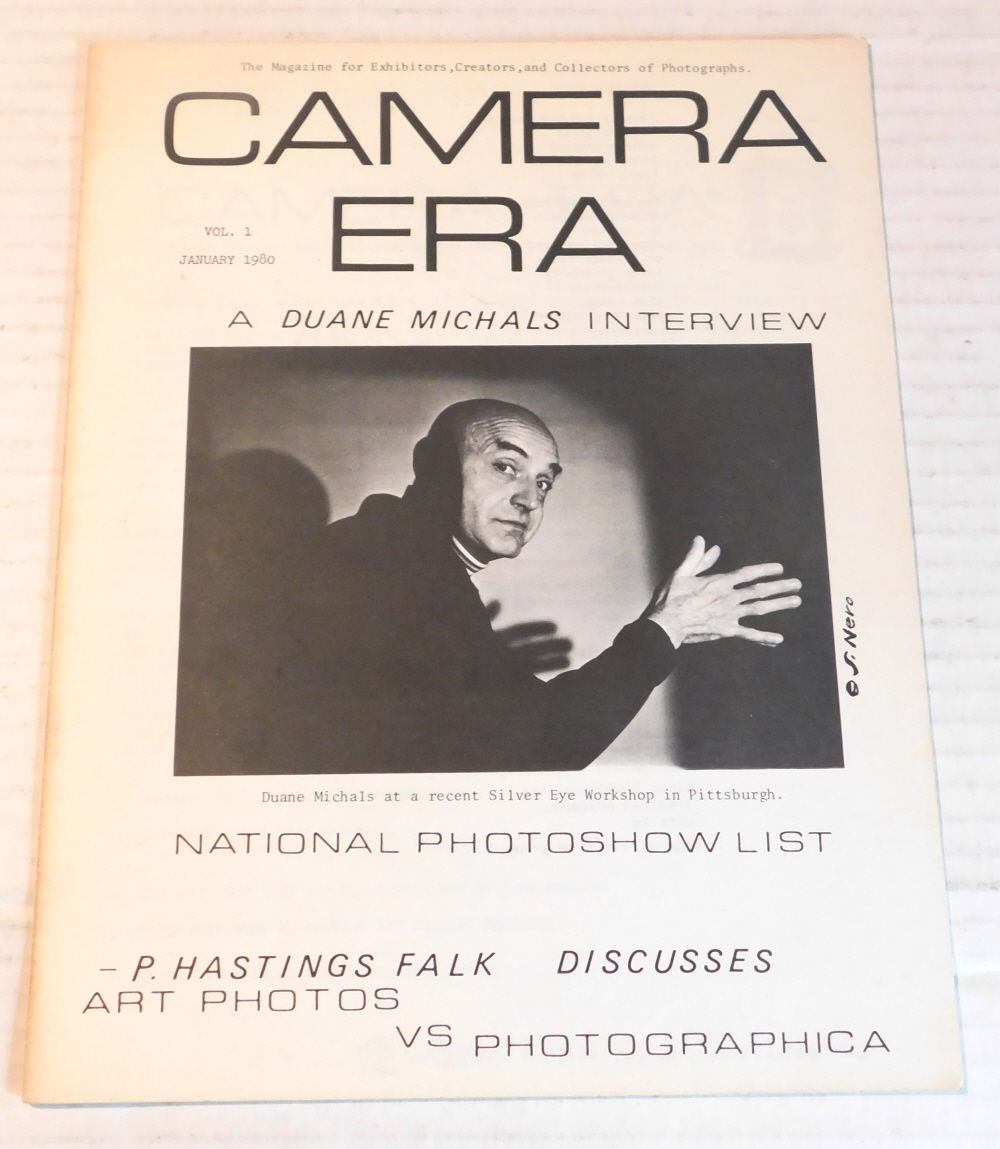 The Magazine for Exhibitors,Creators,and Collectors of Photographs.
CAMERA
ERA
VOL. 1
JANUARY 1980
A DUANE MICHALS INTERVIEW
© S. Nero
Duane Michals at a recent Silver Eye Workshop in Pittsburgh.
NATIONAL PHOTOSHOW LIST
– P. HASTINGS FALK DISCUSSES
ART PHOTOS
VS PHOTOGRAPHICA